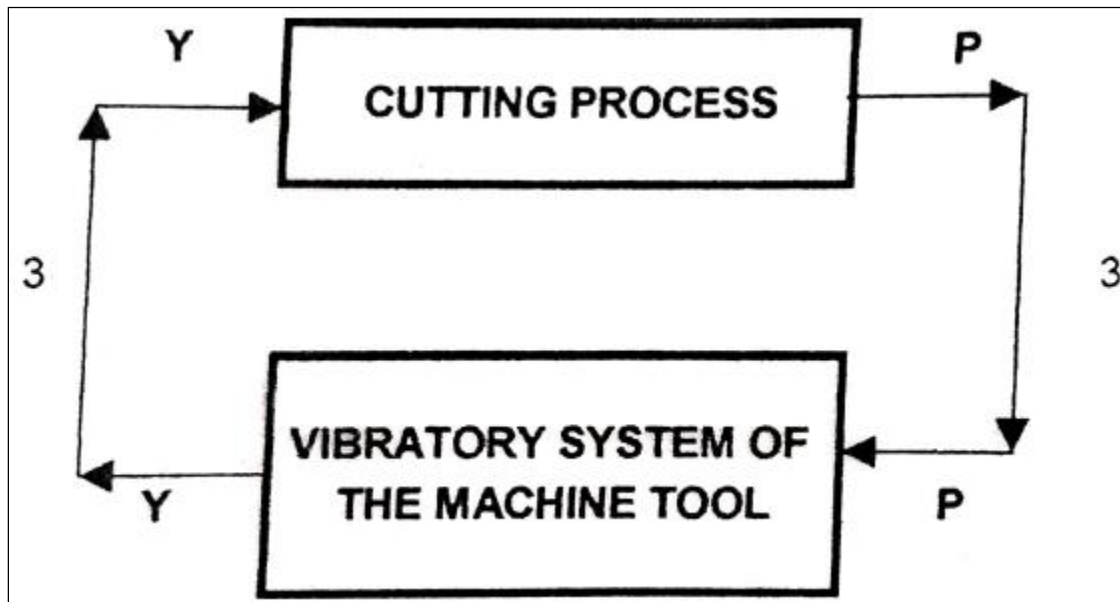 Y
P
CUTTING PROCESS
3
3
VIBRATORY SYSTEM OF
THE MACHINE TOOL
Y
P